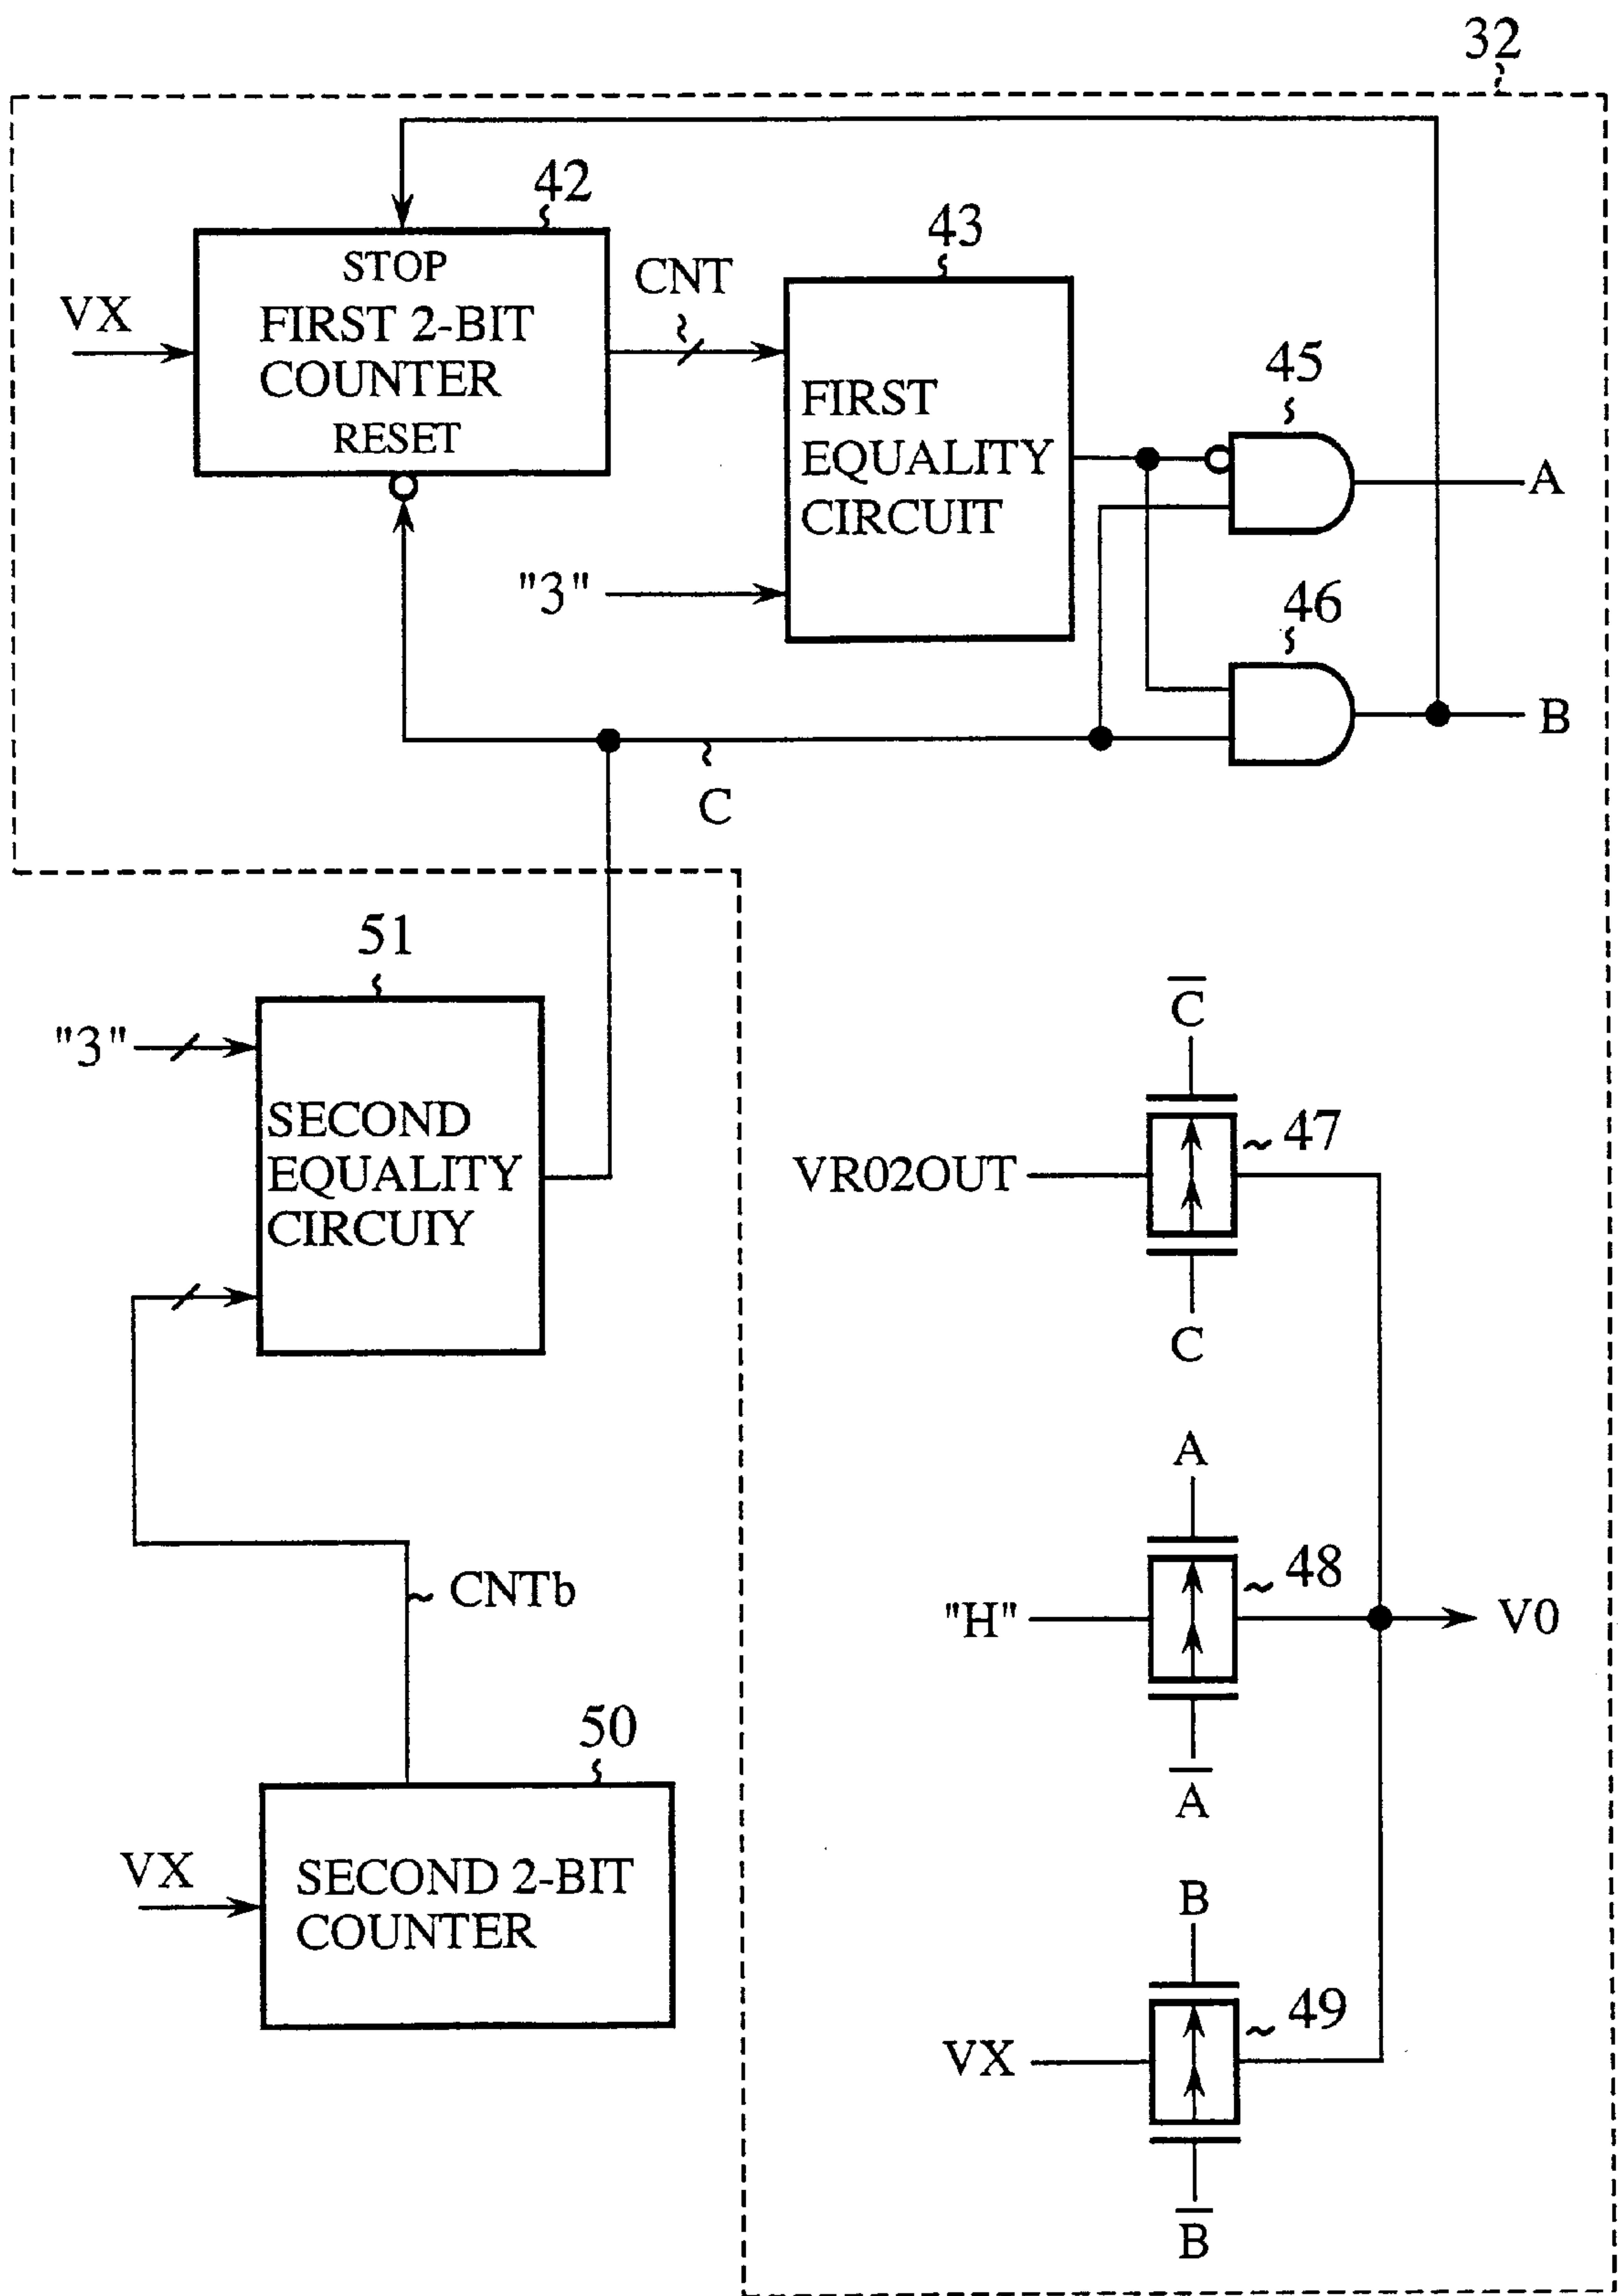 32
42
STOP
FIRST 2-BIT
COUNTER
RESET
VX
CNT
43
FIRST
EQUALITY
CIRCUIT
"3"
45
A
46
B
C
51
"3"
SECOND
EQUALITY
CIRCUIY
CNTb
50
VX
SECOND 2-BIT
COUNTER
C
47
VR02OUT
C
A
48
"H"
V0
A
B
49
VX
B